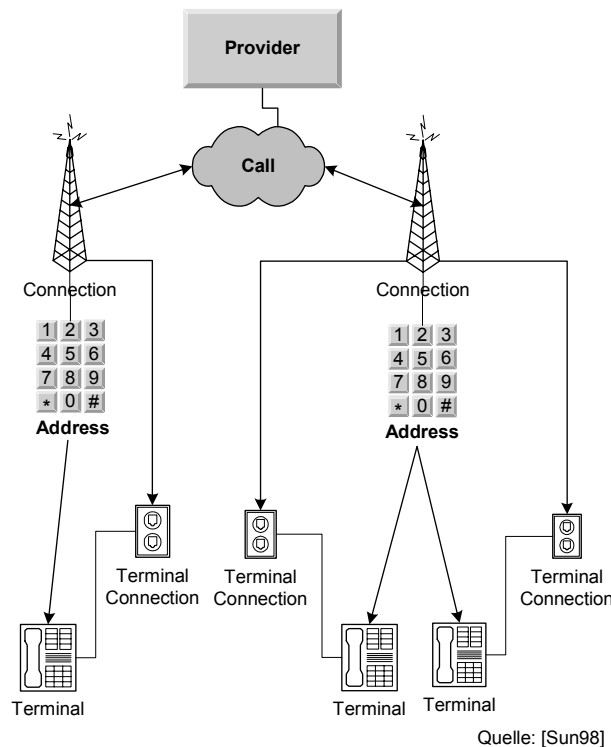 Provider
Call
Connection
Connection
1 2 3
4 5 6
7 8 9
* 0 #
1 2 3
4 5 6
7 8 9
* 0 #
Address
Address
Terminal
Connection
Terminal
Connection
Terminal
Connection
Terminal
Terminal
Terminal
Quelle: [Sun98]